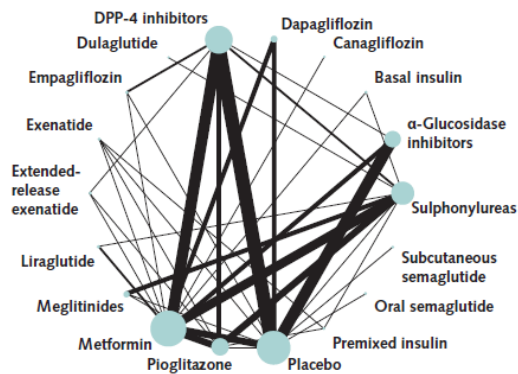 DPP-4 inhibitors
Dapagliflozin
Dulaglutide
Canagliflozin
Empagliflozin
Basal insulin
Exenatide
α-Glucosidase
inhibitors
Extended-
release
exenatide
Sulphonylureas
Liraglutide
Subcutaneous
semaglutide
Meglitinides
Oral semaglutide
Metformin
Premixed insulin
Pioglitazone
Placebo